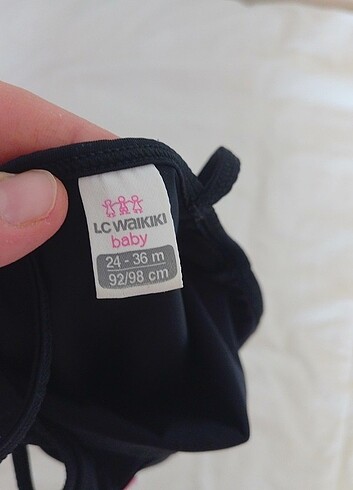 LC WAIKIKI
baby
24 - 36 m
92/98 cm